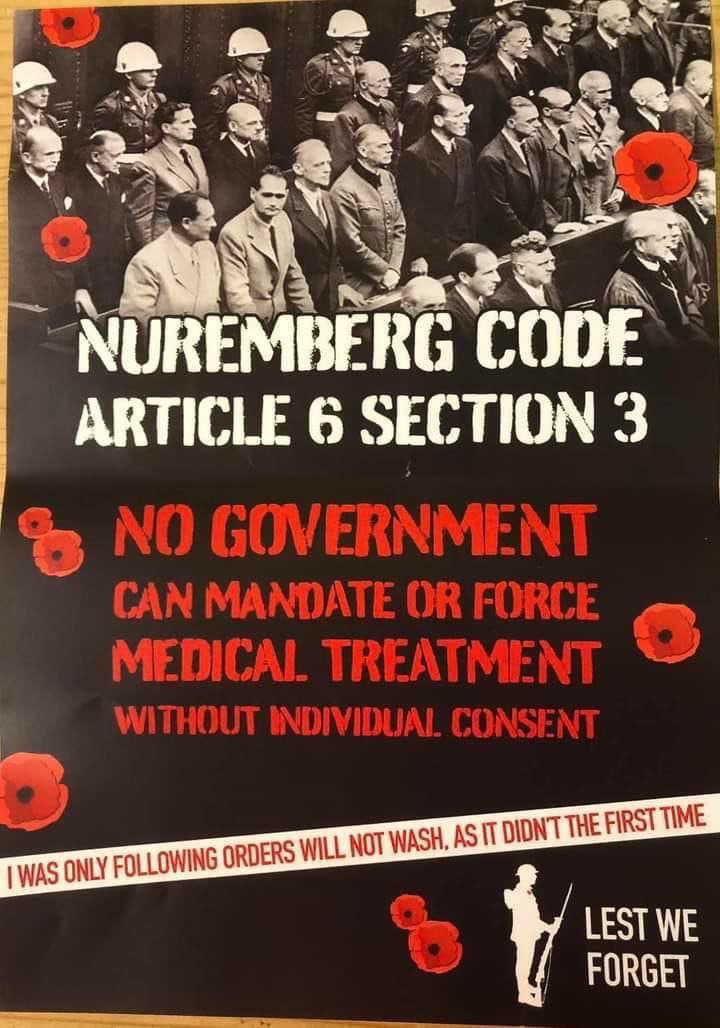 NUREMBERG CODE
ARTICLE 6 SECTION 3
NO GOVERNMENT
CAN MANDATE OR FORCE
MEDICAL TREATMENT
WITHOUT INDIVIDUAL CONSENT
I WAS ONLY FOLLOWING ORDERS WILL NOT WASH, AS IT DIDN'T THE FIRST TIME
LEST WE
FORGET